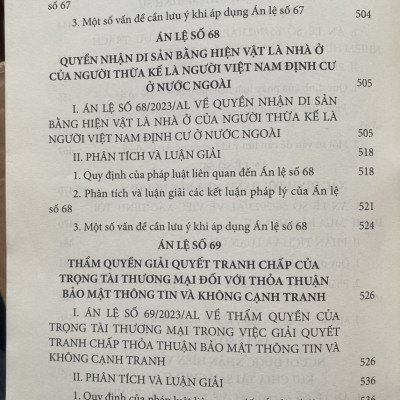 số 67
3. Một số vấn đề cần lưu ý khi áp dụng Án lệ số 67 504
ÁN LỆ SỐ 68
QUYỀN NHẬN DI SẢN BẰNG HIỆN VẬT LÀ NHÀ Ở
CỦA NGƯỜI THỪA KẾ LÀ NGƯỜI VIỆT NAM ĐỊNH CƯ
Ở NƯỚC NGOÀI 505
I. ÁN LỆ SỐ 68/2023/AL VỀ QUYỀN NHẬN DI SẢN
BẰNG HIỆN VẬT LÀ NHÀ Ở CỦA NGƯỜI THỪA KẾ LÀ
NGƯỜI VIỆT NAM ĐỊNH CƯ Ở NƯỚC NGOÀI 505
II. PHÂN TÍCH VÀ LUẬN GIẢI 518
1. Quy định của pháp luật liên quan đến Án lệ số 68 518
2. Phân tích và luận giải các kết luận pháp lý của Án lệ
số 68 521
3. Một số vấn đề cần lưu ý khi áp dụng Án lệ số 68 524
ÁN LỆ SỐ 69
THẨM QUYỀN GIẢI QUYẾT TRANH CHẤP CỦA
TRỌNG TÀI THƯƠNG MẠI ĐỐI VỚI THỎA THUẬN
BẢO MẬT THÔNG TIN VÀ KHÔNG CẠNH TRANH 526
I. ÁN LỆ SỐ 69/2023/AL VỀ THẨM QUYỀN CỦA
TRỌNG TÀI THƯƠNG MẠI TRONG VIỆC GIẢI QUYẾT
TRANH CHẤP THỎA THUẬN BẢO MẬT THÔNG TIN VÀ
KHÔNG CẠNH TRANH 526
II. PHÂN TÍCH VÀ LUẬN GIẢI 536
1. Quy định của pháp luật liên quan đến Án lệ số 69 536